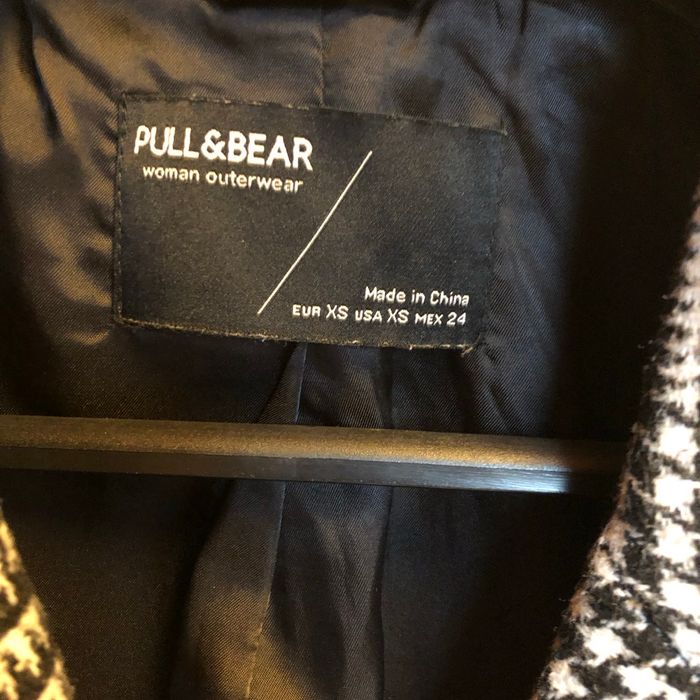 PULL&BEAR
woman outerwear
Made in China
EUR XS USA XS MEX 24